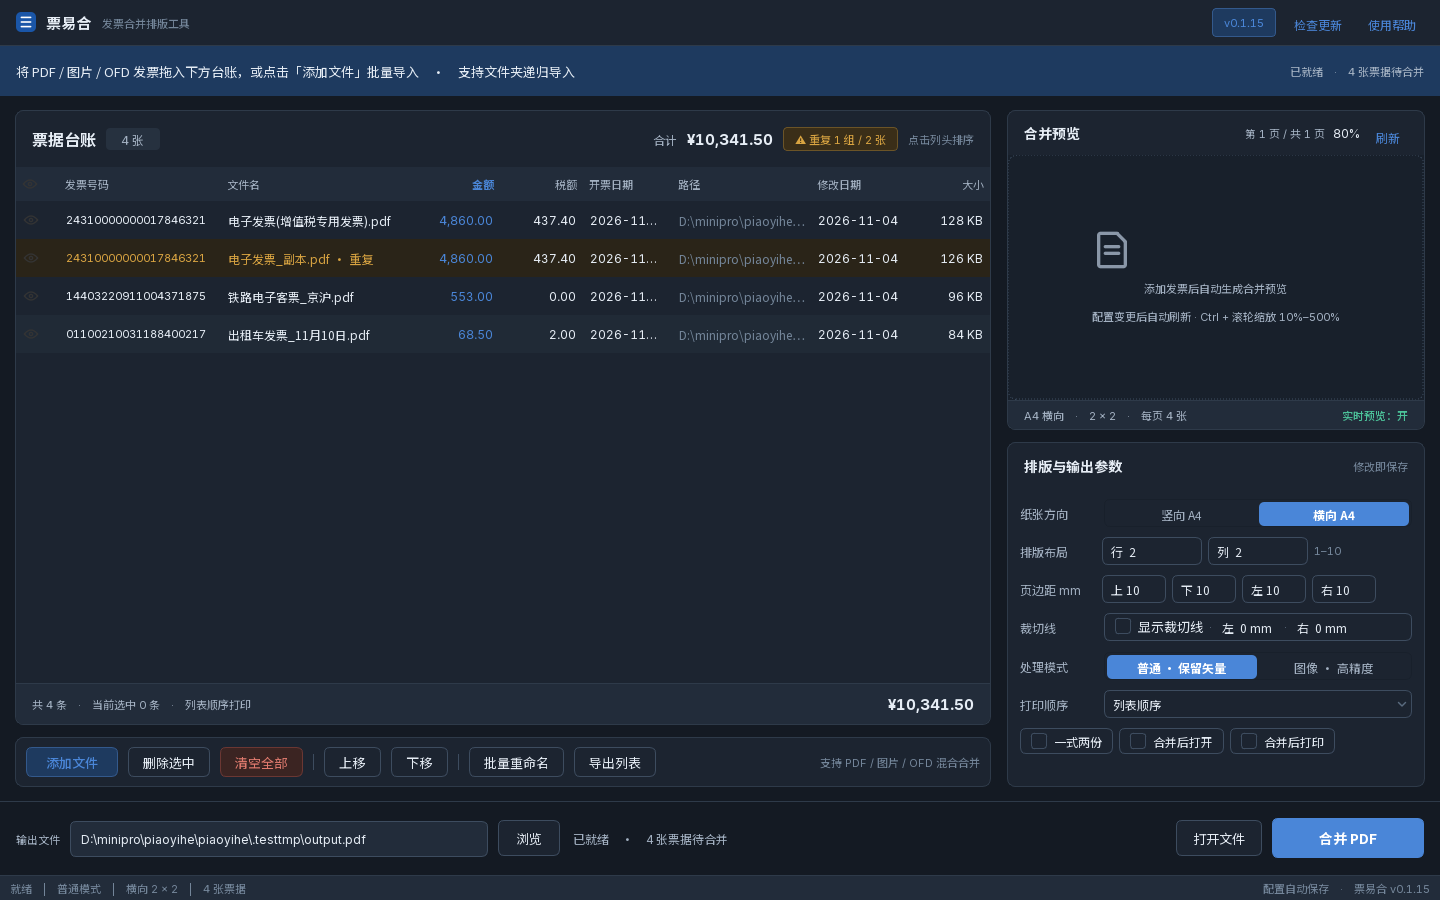 票易合 发票合并排版工具 v0.1.15 检查更新 使用帮助
将 PDF / 图片 / OFD 发票拖入下方台账，或点击「添加文件」批量导入 • 支持文件夹递归导入 已就绪 · 4 张票据待合并
票据台账 4 张 合计 ¥10,341.50 ▲ 重复 1 组 / 2 张 点击列头排序
发票号码 文件名 金额 税额 开票日期 路径 修改日期 大小
24310000000017846321 电子发票(增值税专用发票).pdf 4,860.00 437.40 2026-11... D:\minipro\piaoyihe... 2026-11-04 128 KB
24310000000017846321 电子发票_副本.pdf • 重复 4,860.00 437.40 2026-11... D:\minipro\piaoyihe... 2026-11-04 126 KB
14403220911004371875 铁路电子客票_京沪.pdf 553.00 0.00 2026-11... D:\minipro\piaoyihe... 2026-11-04 96 KB
01100210031188400217 出租车发票_11月10日.pdf 68.50 2.00 2026-11... D:\minipro\piaoyihe... 2026-11-04 84 KB
共 4 条 · 当前选中 0 条 · 列表顺序打印 ¥10,341.50
添加文件 删除选中 清空全部 上移 下移 批量重命名 导出列表 支持 PDF / 图片 / OFD 混合合并
合并预览 第 1 页 / 共 1 页 80% 刷新
添加发票后自动生成合并预览
配置变更后自动刷新 · Ctrl + 滚轮缩放 10%–500%
A4 横向 · 2 × 2 · 每页 4 张 实时预览：开
排版与输出参数 修改即保存
纸张方向 竖向 A4 横向 A4
排版布局 行 2 列 2 1–10
页边距 mm 上 10 下 10 左 10 右 10
裁切线 显示裁切线 · 左 0 mm · 右 0 mm
处理模式 普通 • 保留矢量 图像 • 高精度
打印顺序 列表顺序
一式两份 合并后打开 合并后打印
输出文件 D:\minipro\piaoyihe\piaoyihe\.testtmp\output.pdf 浏览 已就绪 • 4 张票据待合并 打开文件 合并 PDF
就绪 | 普通模式 | 横向 2 × 2 | 4 张票据 配置自动保存 · 票易合 v0.1.15